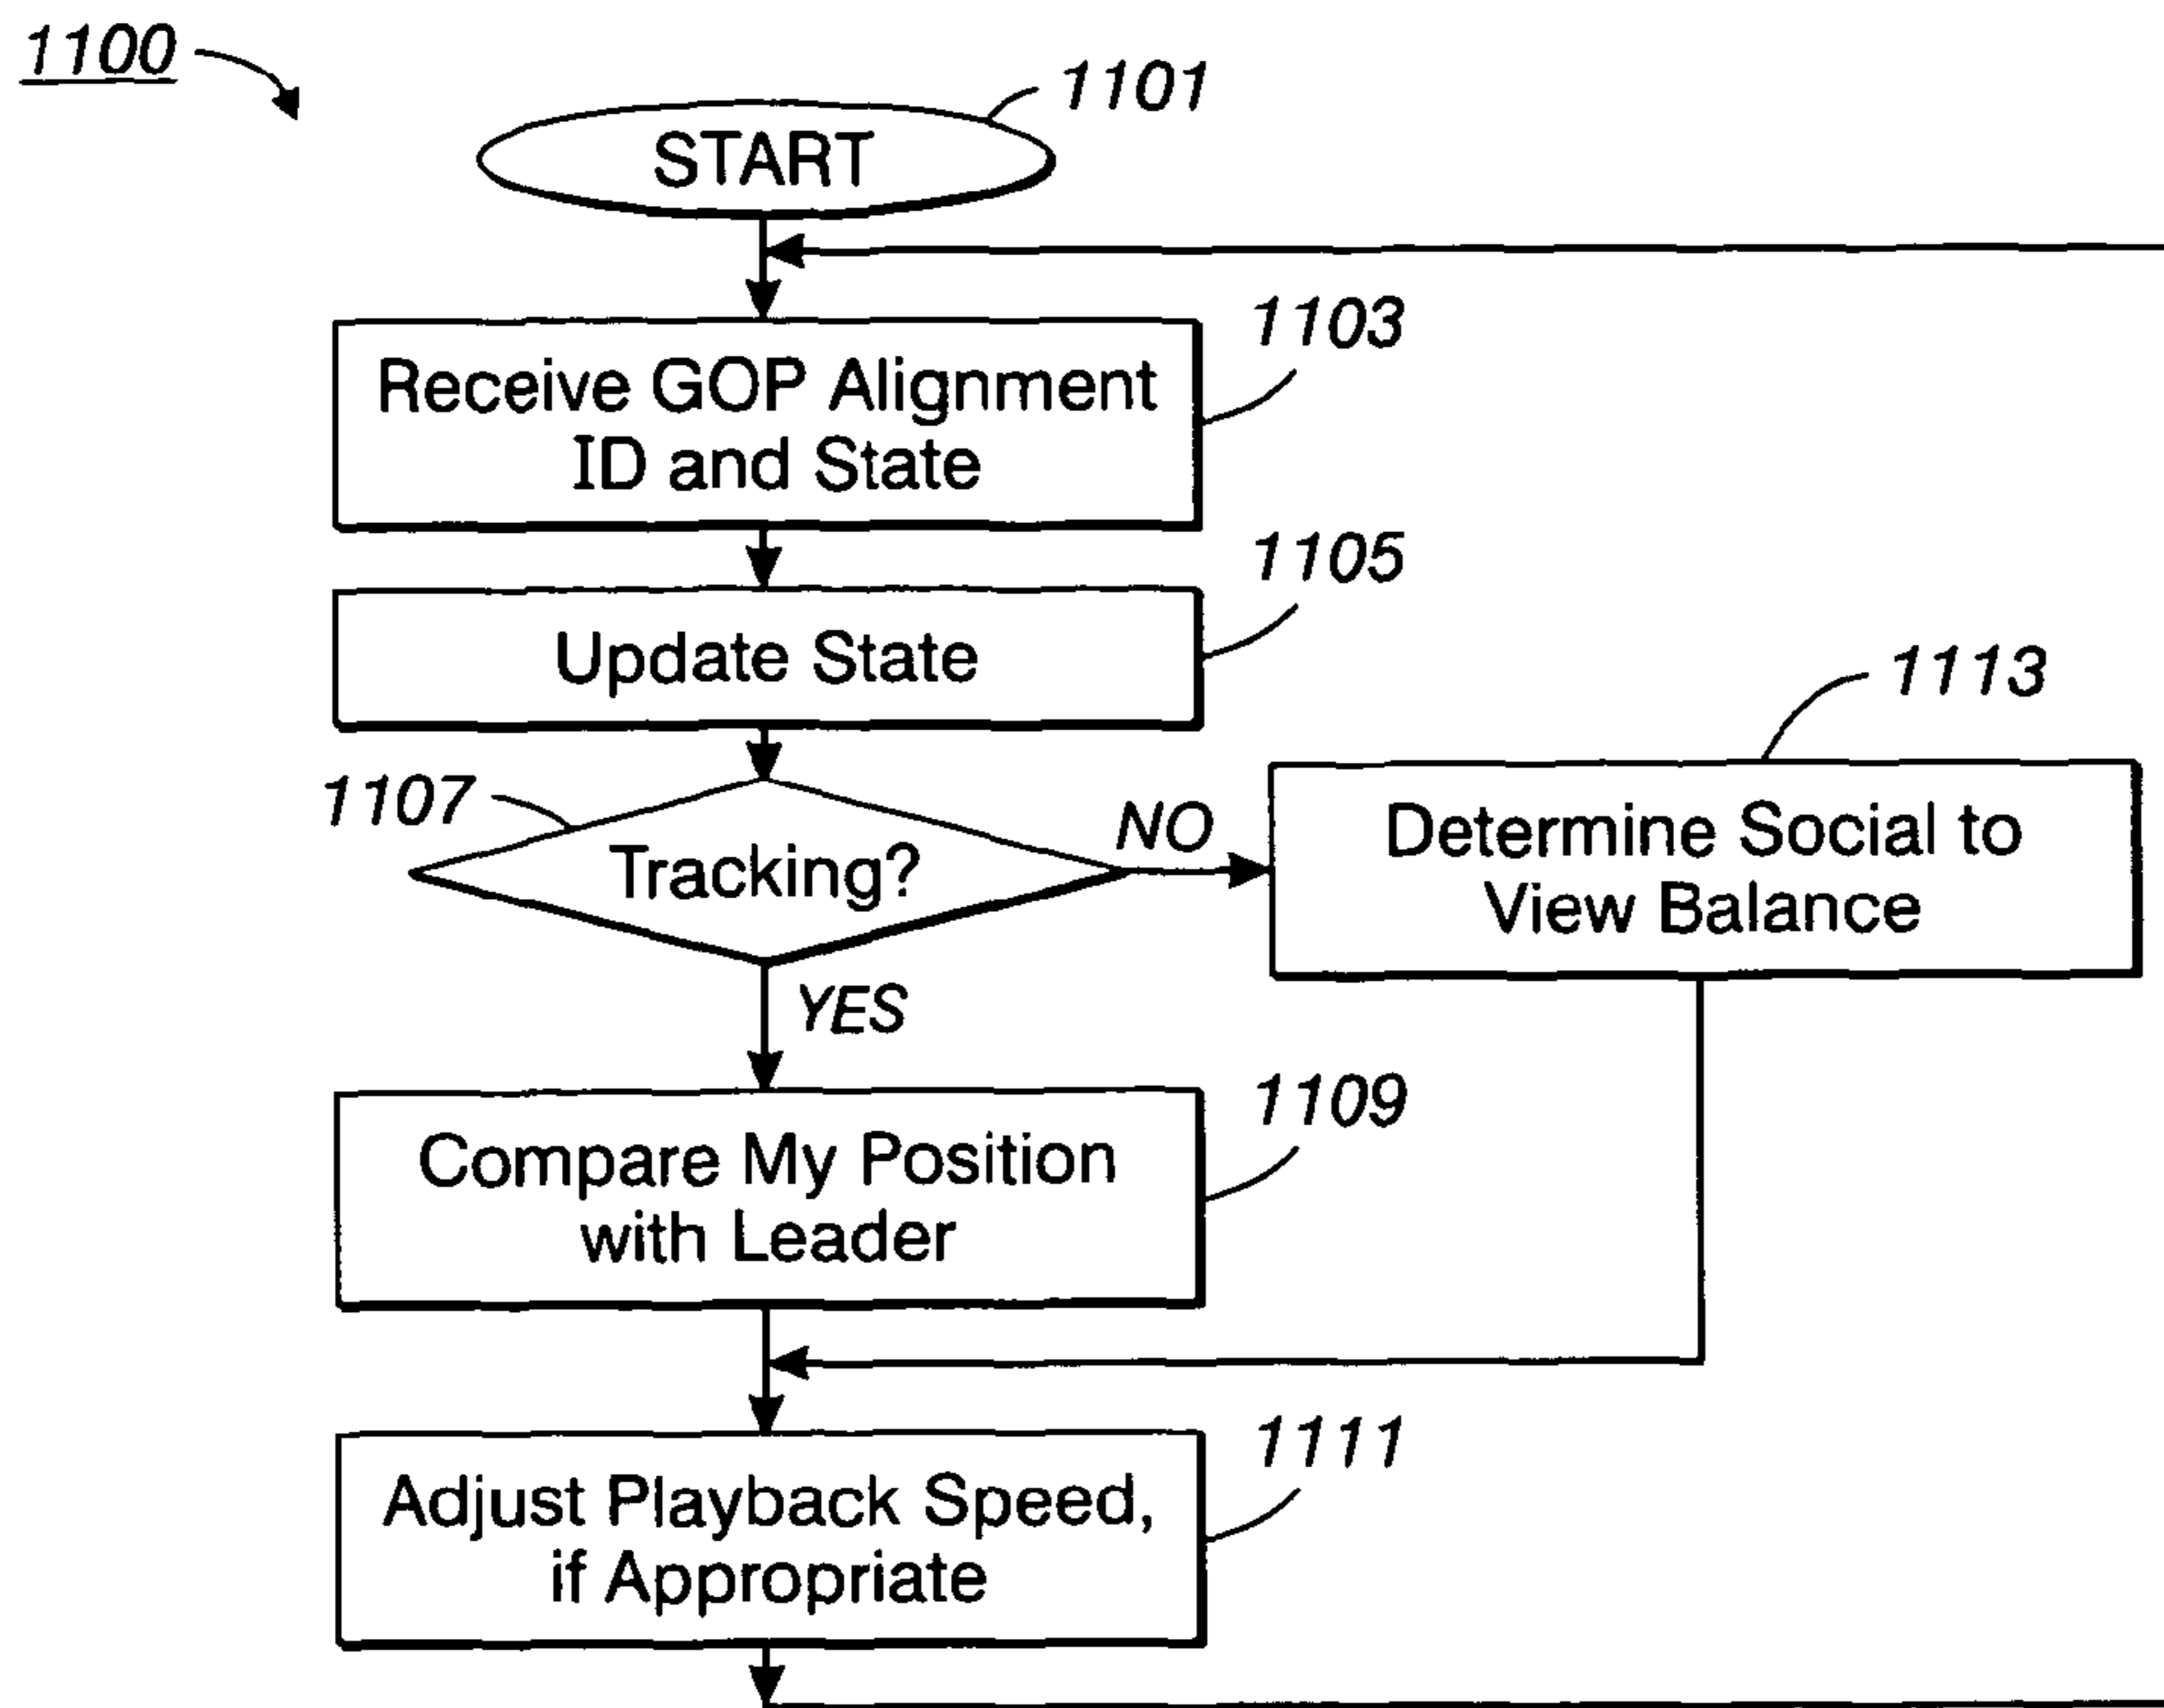 1100
1101
START
1103
Receive GOP Alignment
ID and State
1105
Update State
1113
1107
Tracking?
NO
Determine Social to
View Balance
YES
1109
Compare My Position
with Leader
1111
Adjust Playback Speed,
if Appropriate